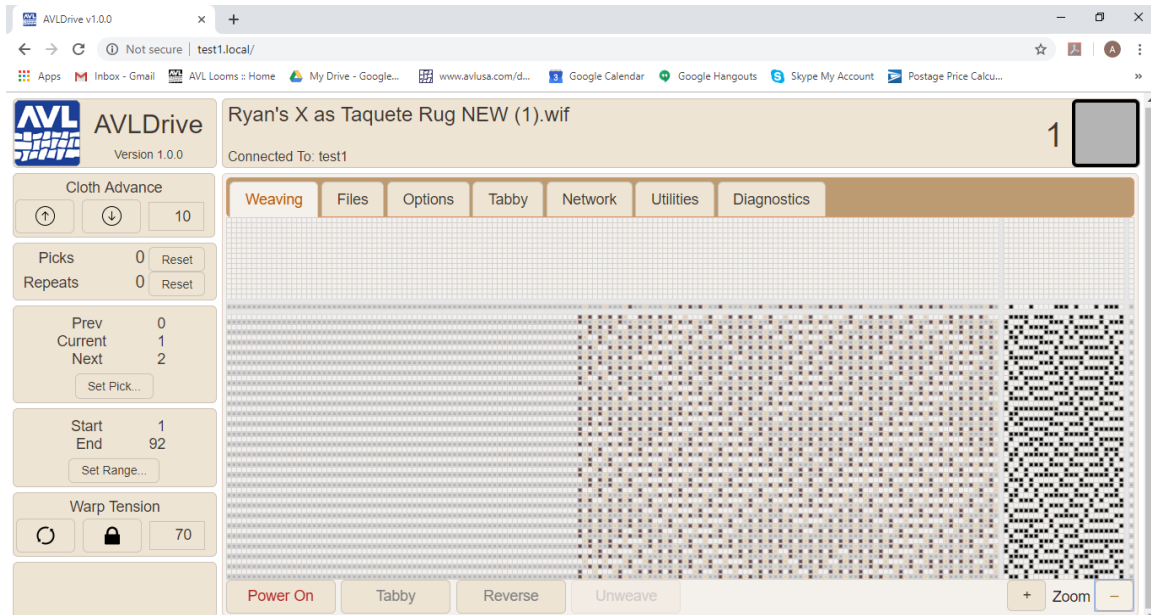 AVLDrive v1.0.0
Not secure | test1.local/
A
Apps M Inbox - Gmail AVL Looms :: Home My Drive - Google... www.avlusa.com/d... 3 Google Calendar Google Hangouts S Skype My Account Postage Price Calcu... »
AVL
AVLDrive
Version 1.0.0
Ryan's X as Taquete Rug NEW (1).wif
Connected To: test1
1
Cloth Advance
10
Weaving Files Options Tabby Network Utilities Diagnostics
Picks 0 Reset
Repeats 0 Reset
Prev 0
Current 1
Next 2
Set Pick...
Start 1
End 92
Set Range...
Warp Tension
70
Power On Tabby Reverse Unweave + Zoom −